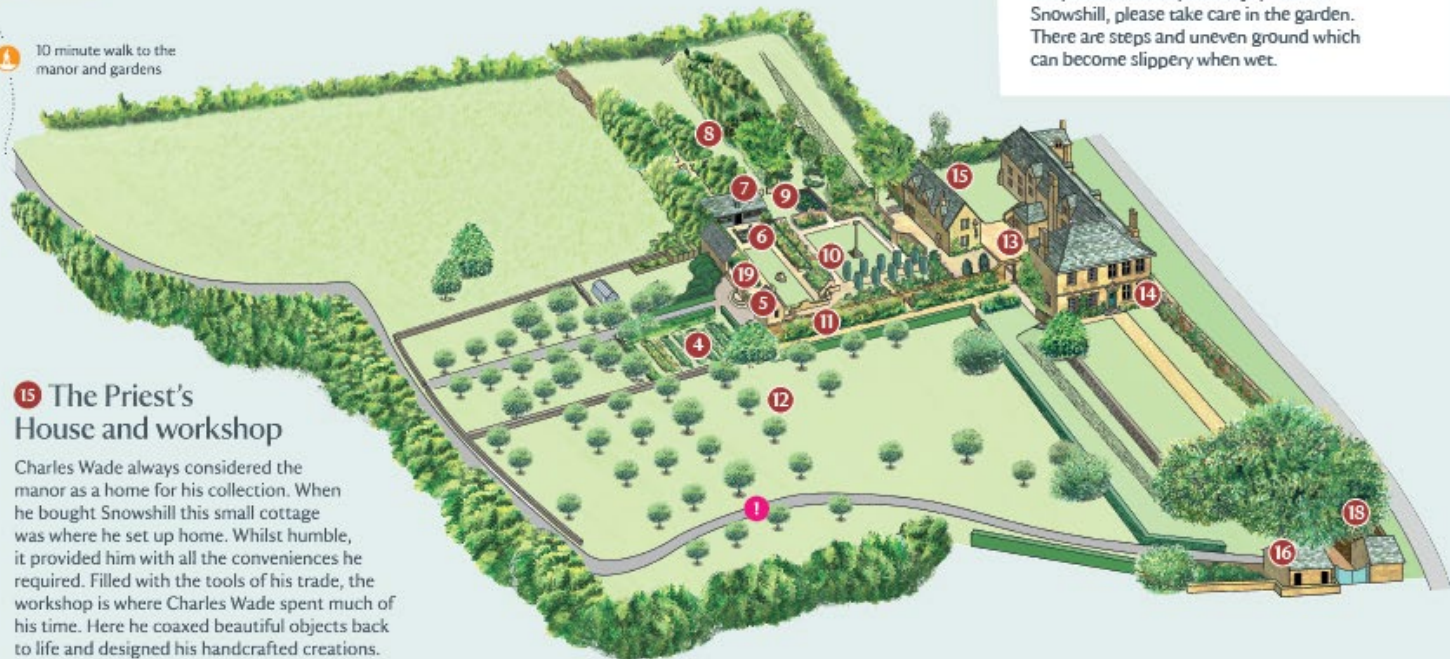 10 minute walk to the
manor and gardens
Snowshill, please take care in the garden.
There are steps and uneven ground which
can become slippery when wet.
8
7
9
15
6
10
13
19
5
14
11
4
12
!
18
16
15 The Priest's
House and workshop
Charles Wade always considered the
manor as a home for his collection. When
he bought Snowshill this small cottage
was where he set up home. Whilst humble,
it provided him with all the conveniences he
required. Filled with the tools of his trade, the
workshop is where Charles Wade spent much of
his time. Here he coaxed beautiful objects back
to life and designed his handcrafted creations.